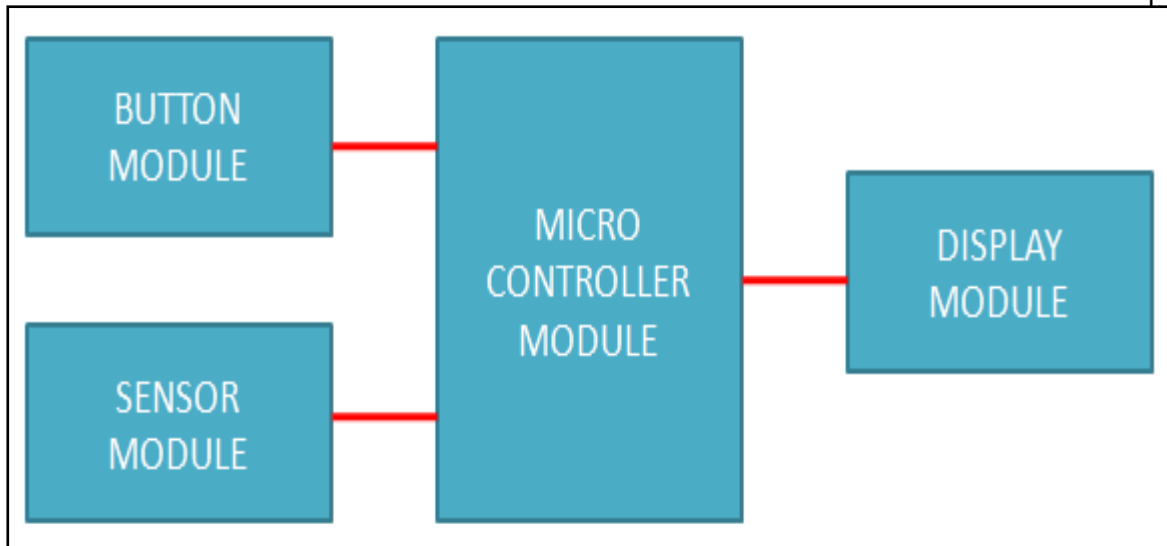 BUTTON
MODULE
SENSOR
MODULE
MICRO
CONTROLLER
MODULE
DISPLAY
MODULE